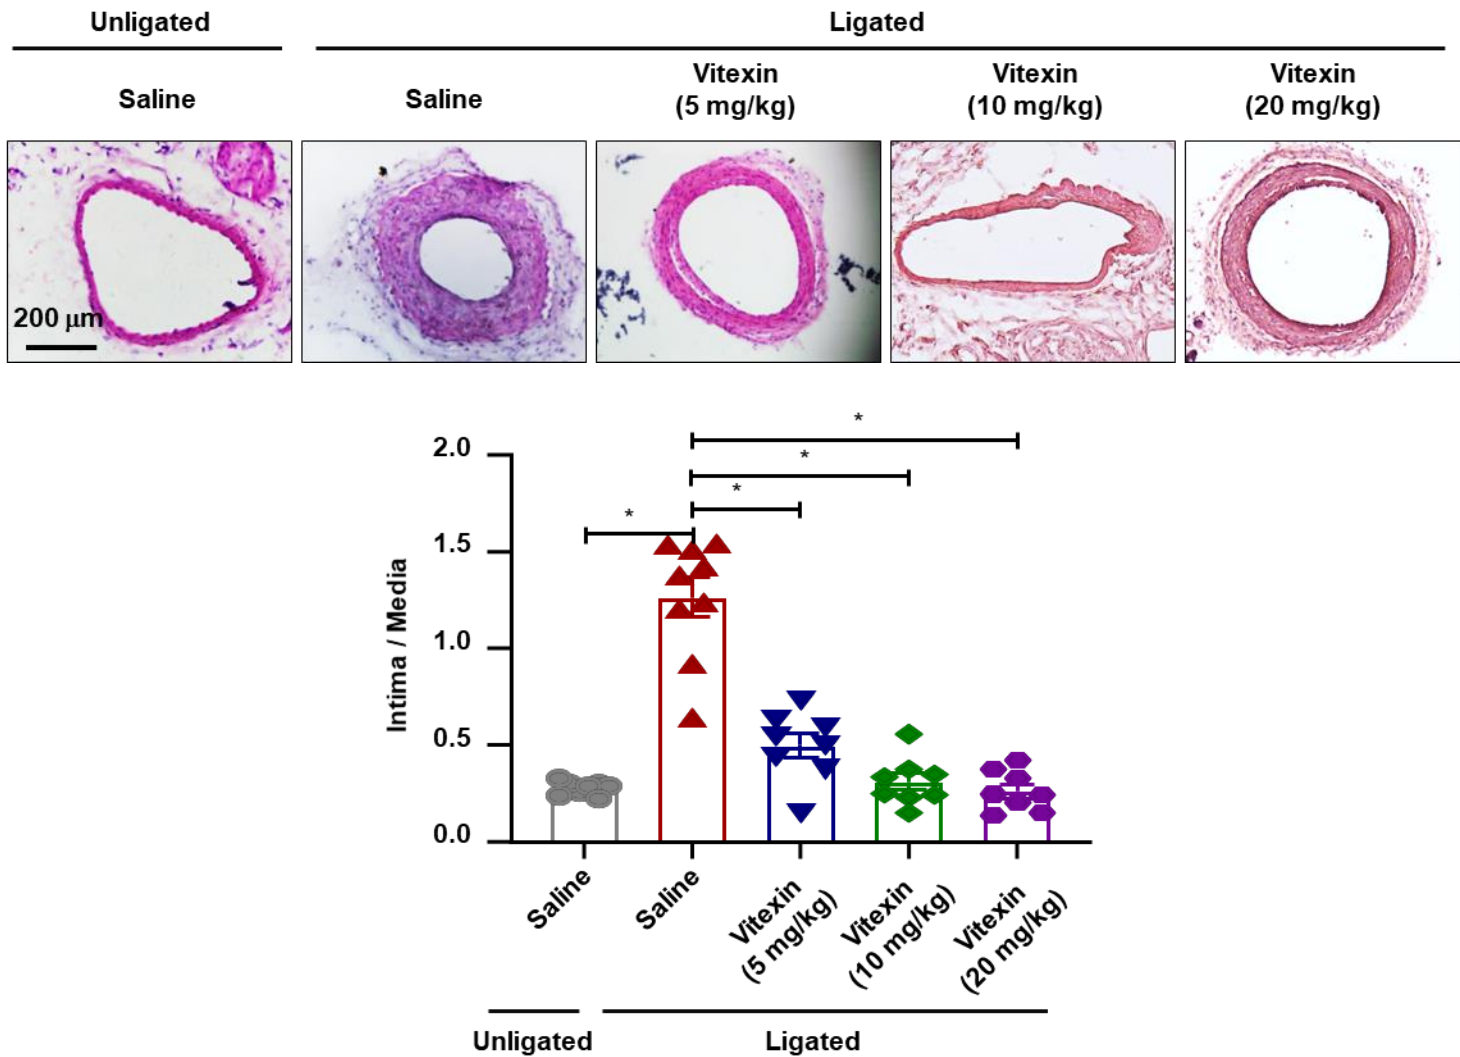 Unligated
Ligated
Saline
Saline
Vitexin
(5 mg/kg)
Vitexin
(10 mg/kg)
Vitexin
(20 mg/kg)
200 μm
*
*
*
*
2.0
1.5
1.0
0.5
0.0
Intima / Media
Saline
Saline
Vitexin
(5 mg/kg)
Vitexin
(10 mg/kg)
Vitexin
(20 mg/kg)
Unligated
Ligated